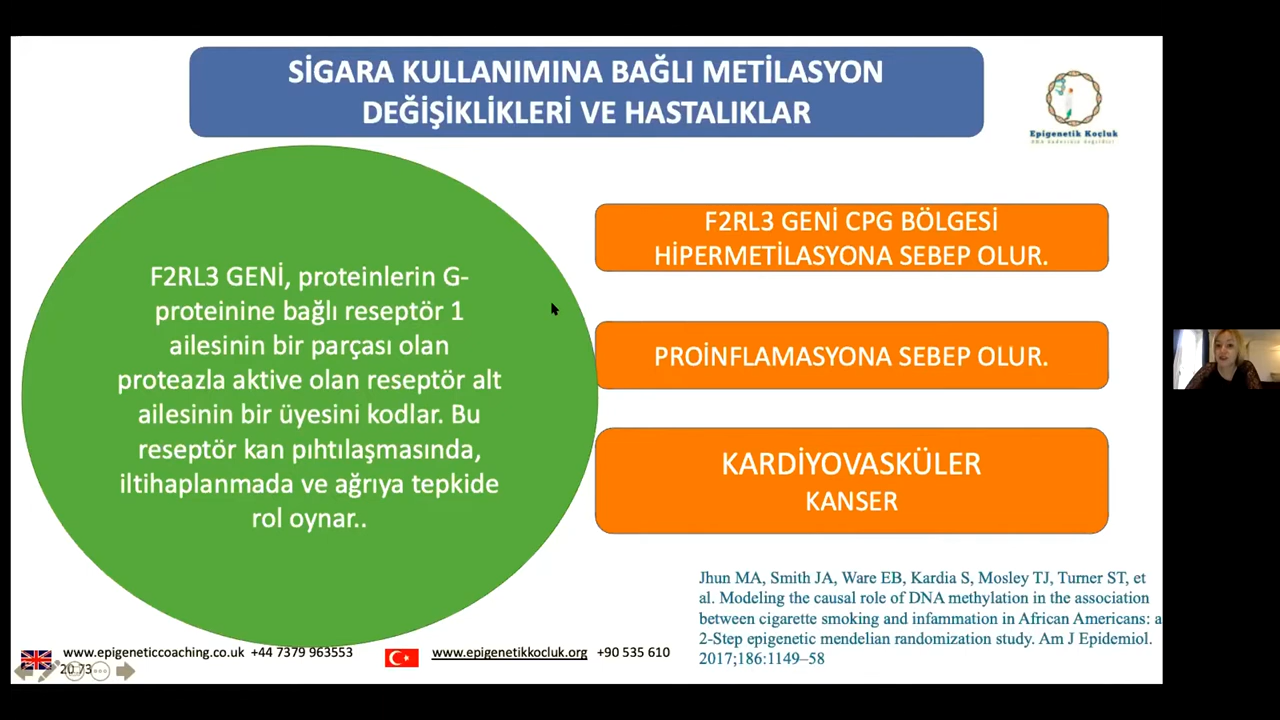 SİGARA KULLANIMINA BAĞLI METİLASYON
DEĞİŞİKLİKLERİ VE HASTALIKLAR
Epigenetik Koçluk
F2RL3 GENİ, proteinlerin G-
proteinine bağlı reseptör 1
ailesinin bir parçası olan
proteazla aktive olan reseptör alt
ailesinin bir üyesini kodlar. Bu
reseptör kan pıhtılaşmasında,
iltihaplanmada ve ağrıya tepkide
rol oynar..
F2RL3 GENİ CPG BÖLGESİ
HİPERMETİLASYONA SEBEP OLUR.
PROİNFLAMASYONA SEBEP OLUR.
KARDİYOVASKÜLER
KANSER
Jhun MA, Smith JA, Ware EB, Kardia S, Mosley TJ, Turner ST, et
al. Modeling the causal role of DNA methylation in the association
between cigarette smoking and infammation in African Americans: a
2-Step epigenetic mendelian randomization study. Am J Epidemiol.
2017;186:1149–58
www.epigeneticcoaching.co.uk +44 7379 963553
www.epigenetikkocluk.org +90 535 610
20 73